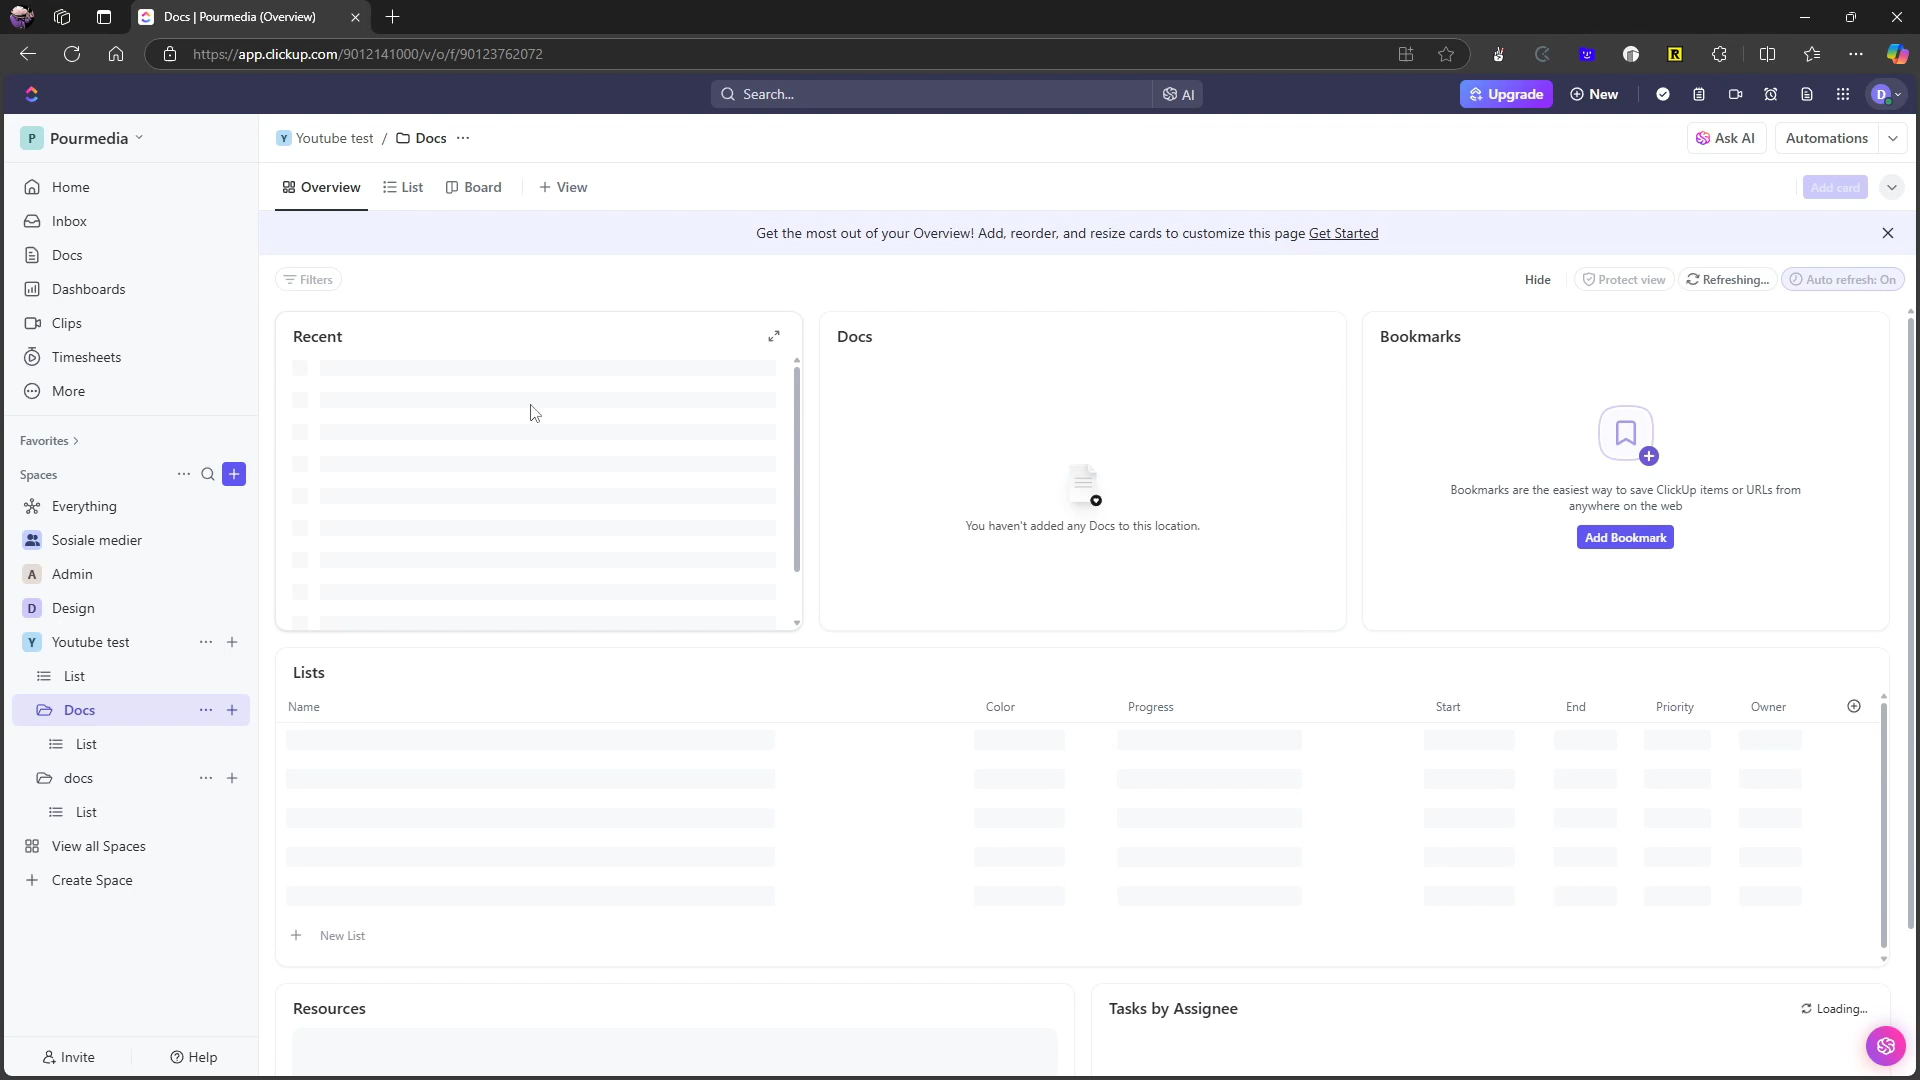 Docs | Pourmedia (Overview)
https://app.clickup.com/9012141000/v/o/f/90123762072
Search...
AI
Upgrade
New
D
P
Pourmedia
Y
Youtube test / Docs
Ask AI
Automations
Home
Inbox
Docs
Dashboards
Clips
Timesheets
More
Favorites
Spaces
Everything
Sosiale medier
A
Admin
D
Design
Y
Youtube test
List
Docs
List
docs
List
View all Spaces
Create Space
Invite
Help
Overview
List
Board
View
Add card
Get the most out of your Overview! Add, reorder, and resize cards to customize this page Get Started
Filters
Hide
Protect view
Refreshing...
Auto refresh: On
Recent
Docs
You haven't added any Docs to this location.
Bookmarks
Bookmarks are the easiest way to save ClickUp items or URLs from
anywhere on the web
Add Bookmark
Lists
Name
Color
Progress
Start
End
Priority
Owner
New List
Resources
Tasks by Assignee
Loading...